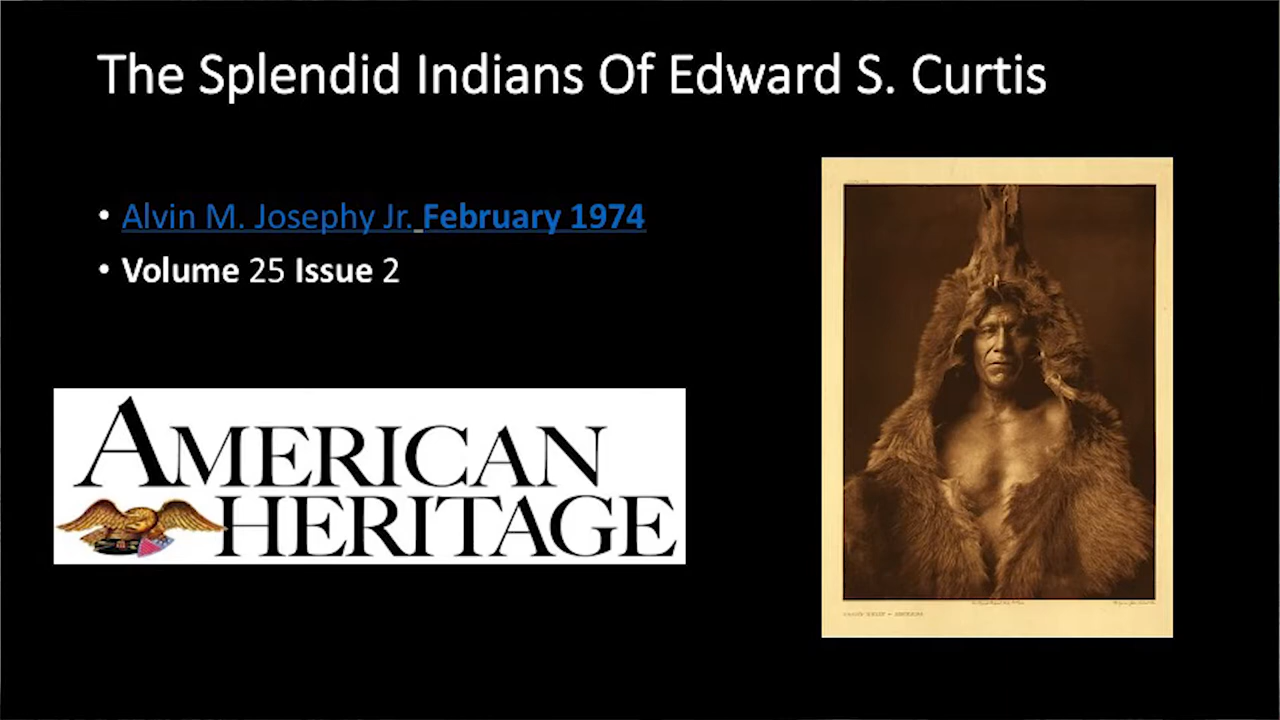 The Splendid Indians Of Edward S. Curtis
• Alvin M. Josephy Jr. February 1974
• Volume 25 Issue 2
AMERICAN
HERITAGE